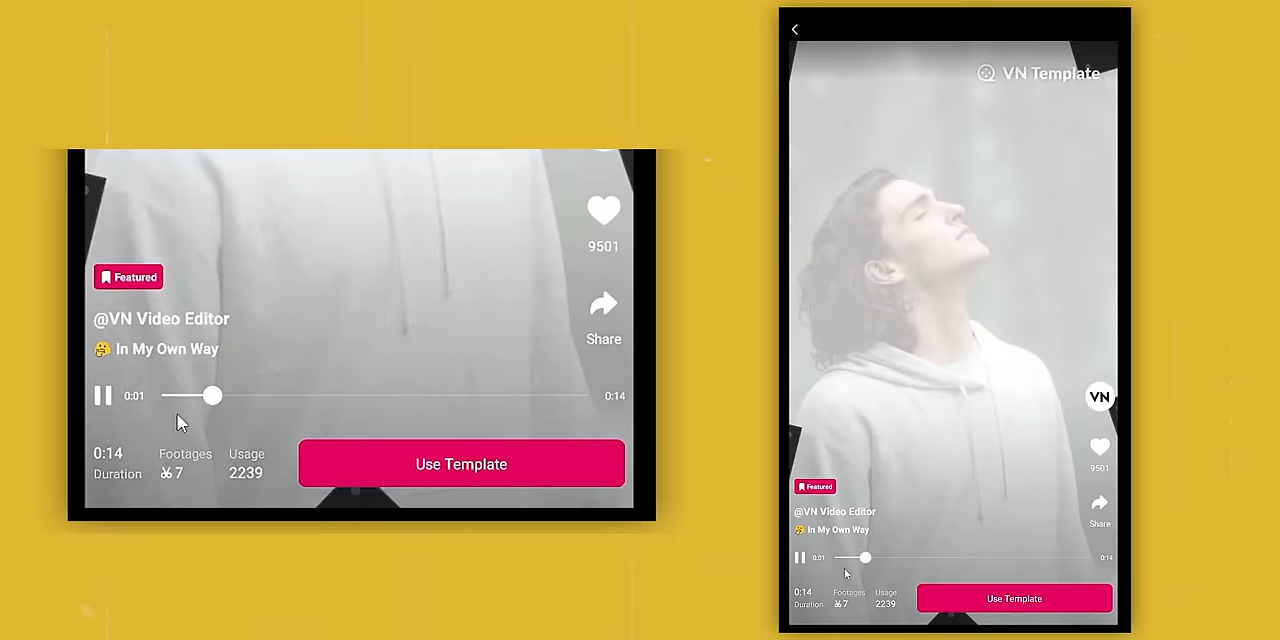 9501
Featured
@VN Video Editor
🤔 In My Own Way
Share
0:01
0:14
0:14 Footages Usage
Duration 7 2239
Use Template
VN Template
VN
9501
Featured
@VN Video Editor
Share
🤔 In My Own Way
0:01
0:14
0:14 Footages Usage
Duration 7 2239
Use Template